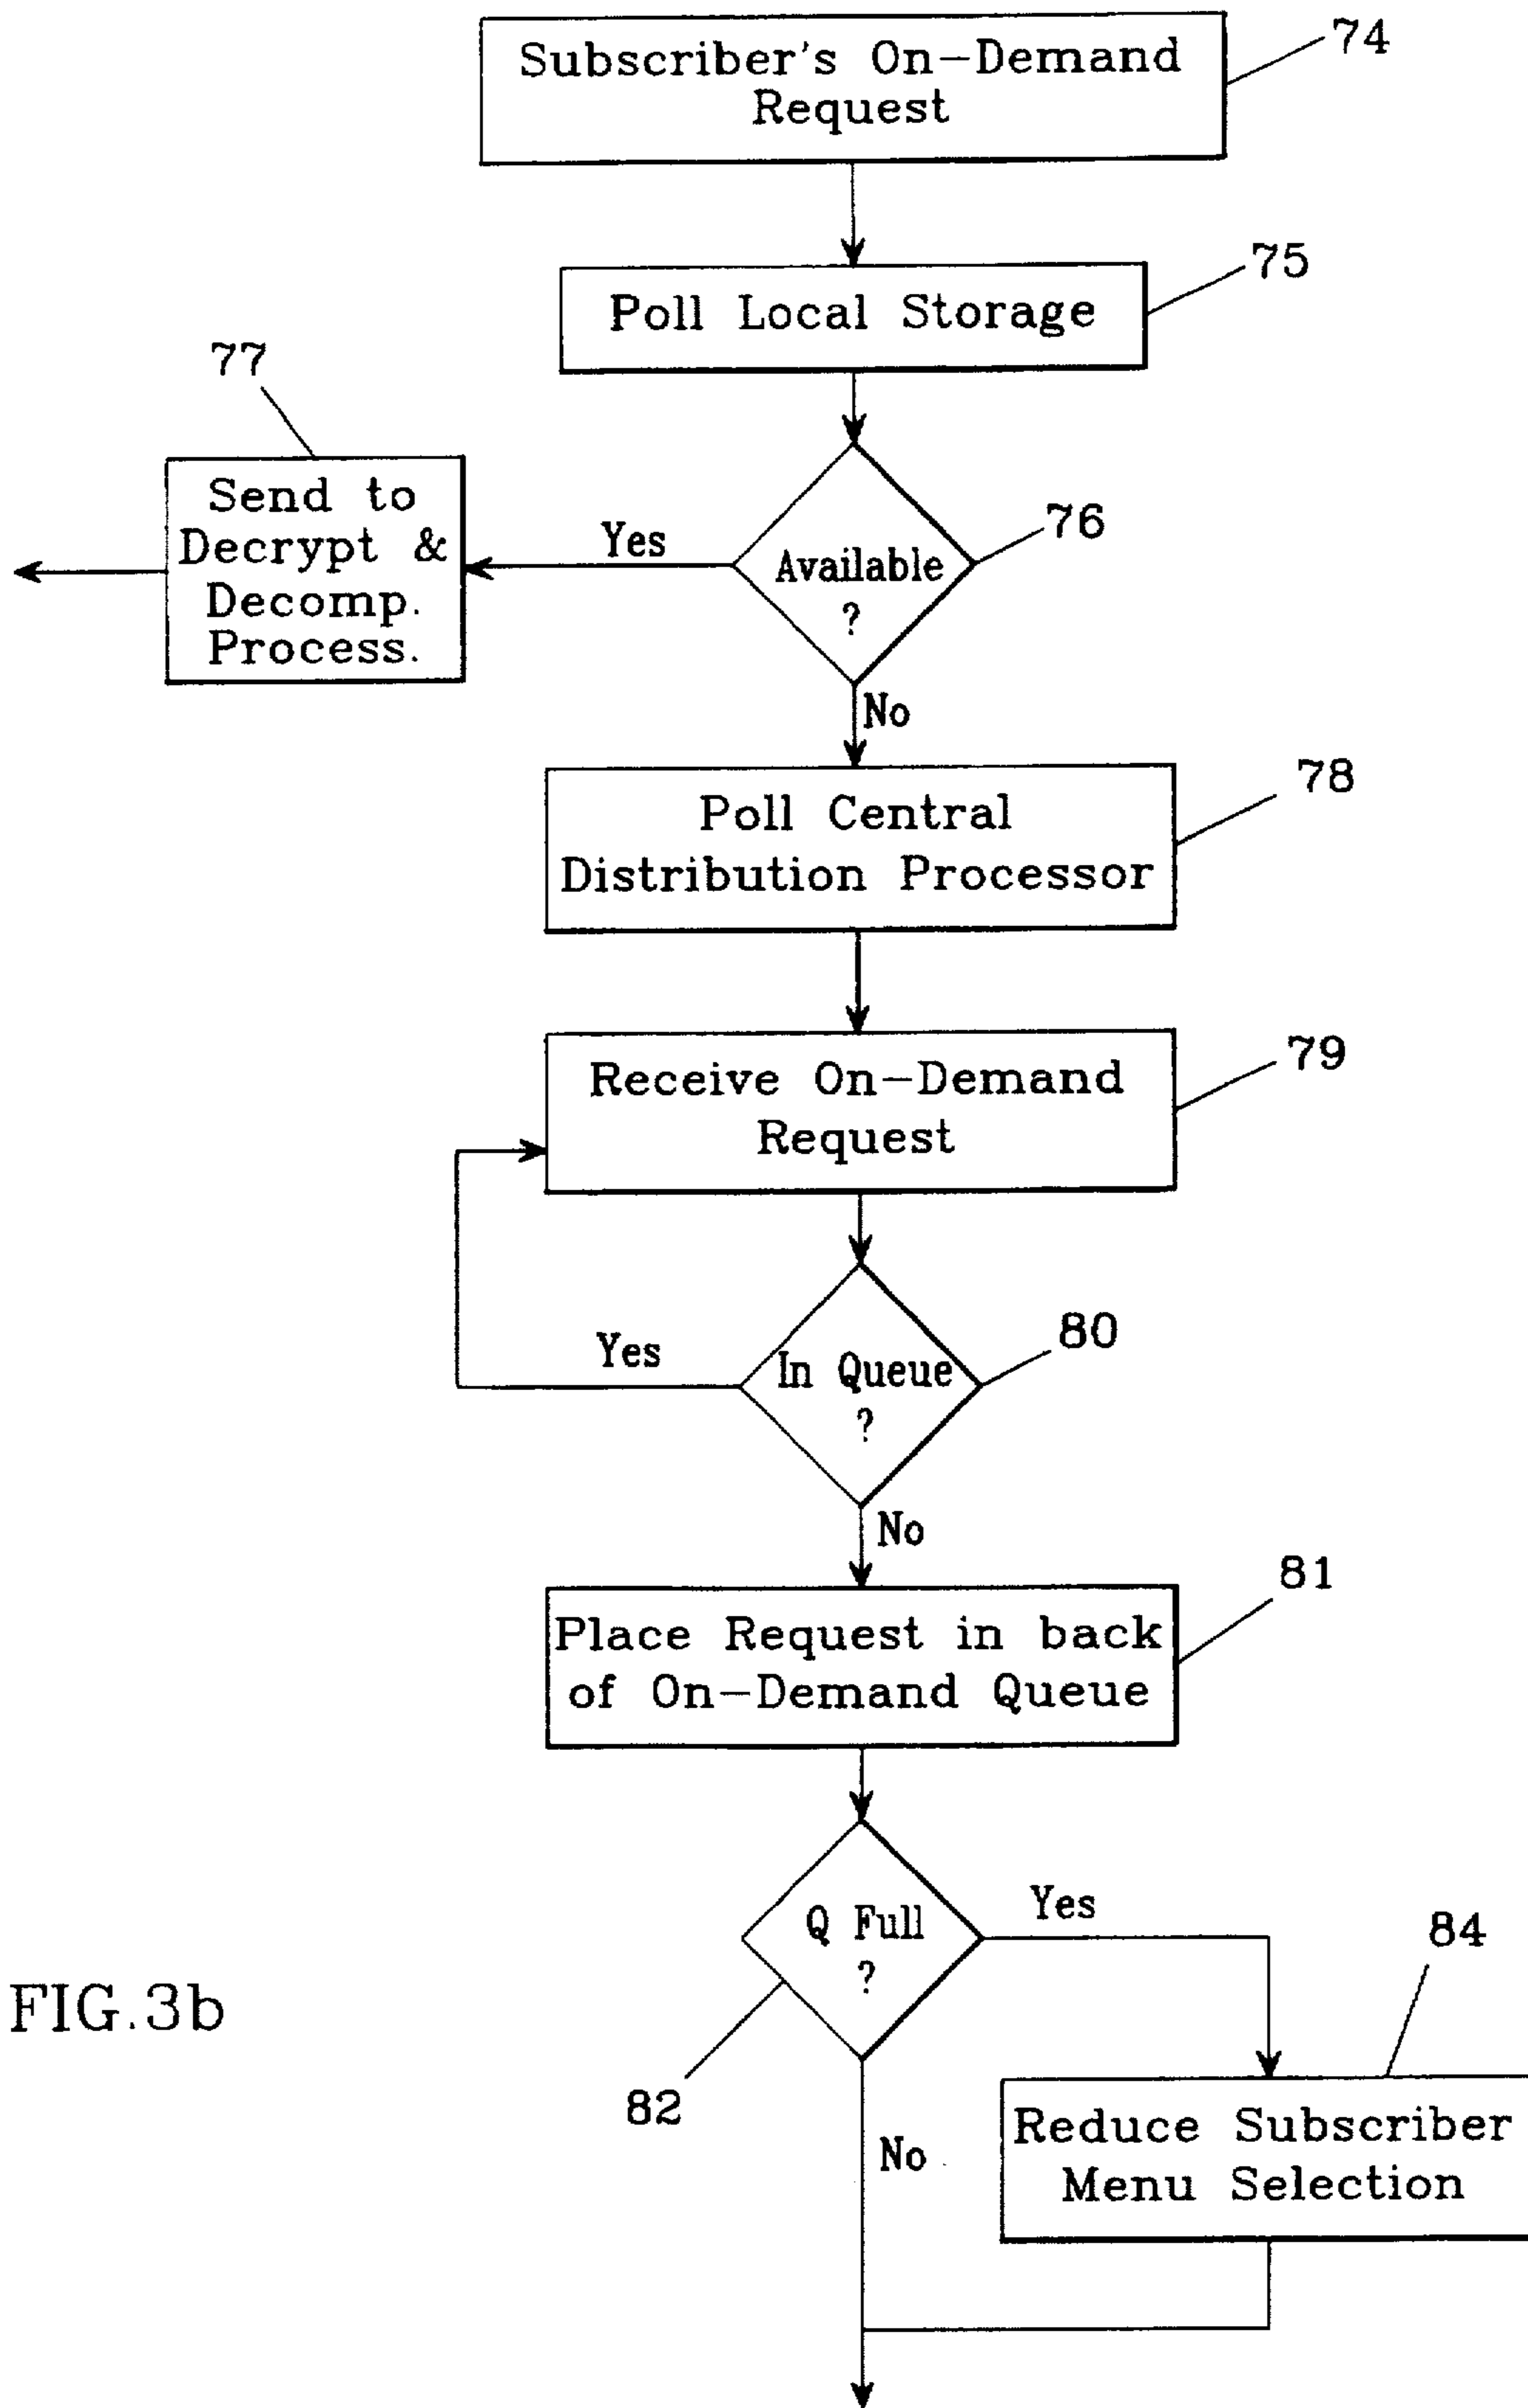 Subscriber's On-Demand
Request
74
Poll Local Storage
75
77
Send to
Decrypt &
Decomp.
Process.
Yes
Available
?
76
No
Poll Central
Distribution Processor
78
Receive On-Demand
Request
79
Yes
In Queue
?
80
No
Place Request in back
of On-Demand Queue
81
Q Full
?
Yes
82
No
84
Reduce Subscriber
Menu Selection
FIG.3b